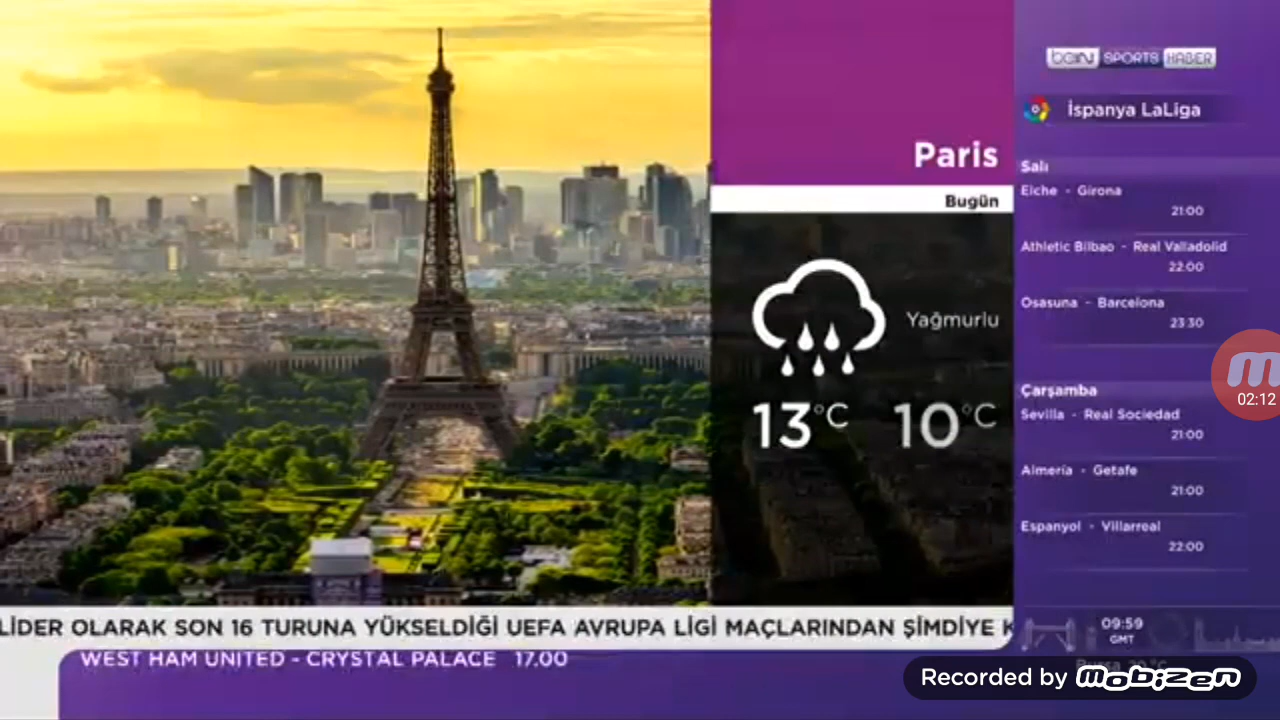 Paris
Bugün
Yağmurlu
13°C 10°C
beIN SPORTS HABER
İspanya LaLiga
Salı
Elche - Girona
21:00
Athletic Bilbao - Real Valladolid
22:00
Osasuna - Barcelona
23:30
Çarşamba
Sevilla - Real Sociedad
21:00
Almería - Getafe
21:00
Espanyol - Villarreal
22:00
02:12
09:59
GMT
LİDER OLARAK SON 16 TURUNA YÜKSELDİĞİ UEFA AVRUPA LİGİ MAÇLARINDAN ŞİMDİYE K
WEST HAM UNITED - CRYSTAL PALACE 17.00
Recorded by mobizen